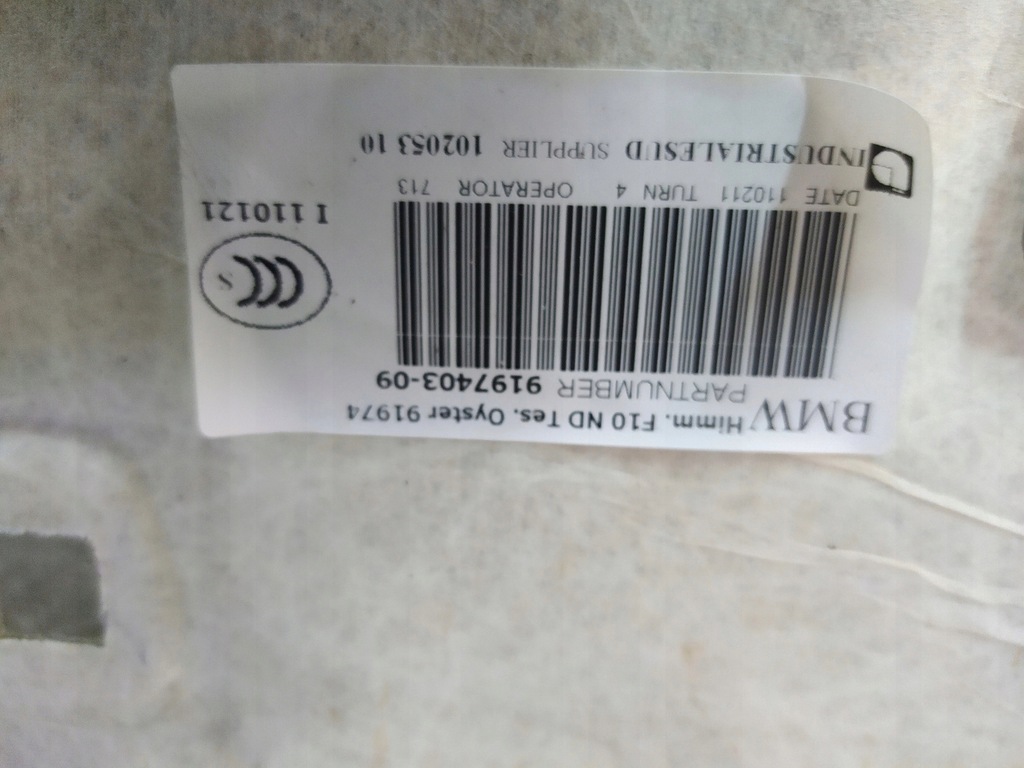 BMW Himm. F10 ND Tes. Oyster 91974
PARTNUMBER 9197403-09
DATE 110211 TURN 4 OPERATOR 713
INDUSTRIALESUD SUPPLIER 102053 10
CCC S
I 110121